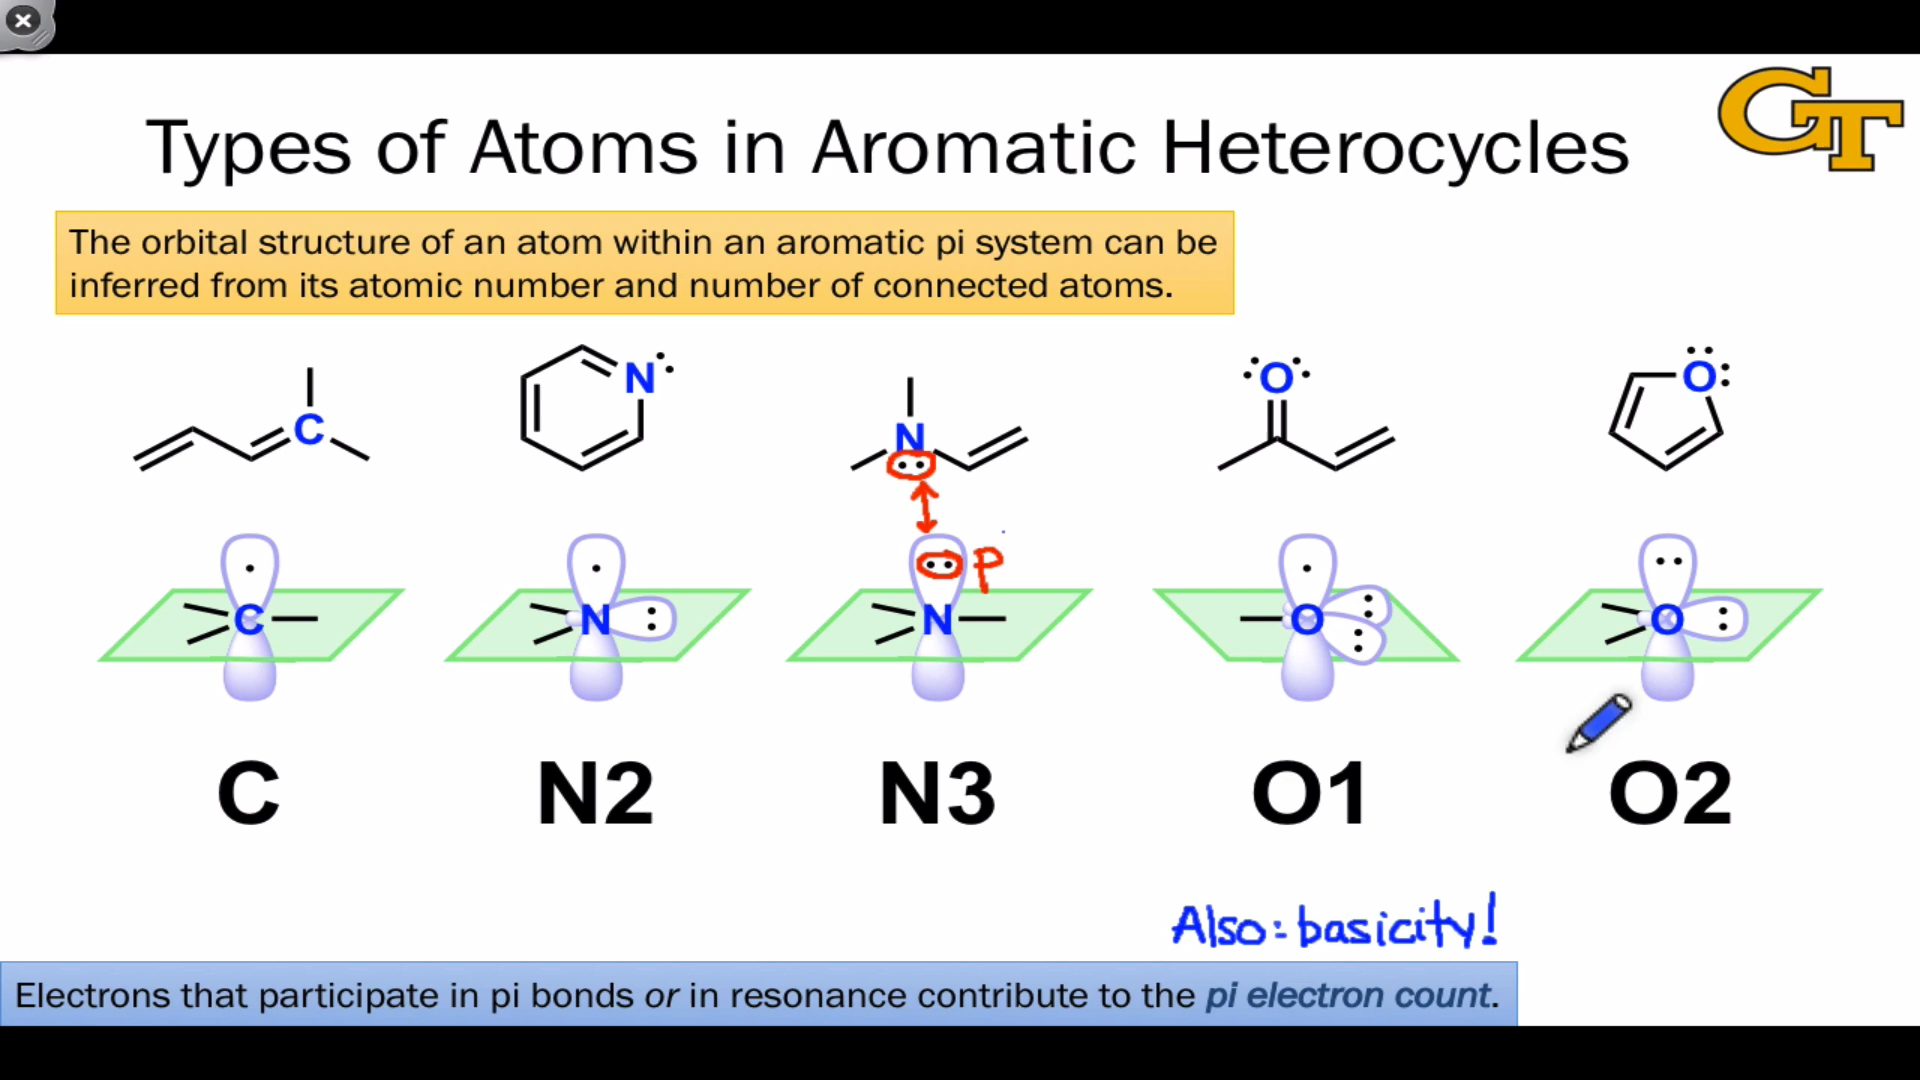 GT
Types of Atoms in Aromatic Heterocycles
The orbital structure of an atom within an aromatic pi system can be
inferred from its atomic number and number of connected atoms.
C N N O O
P
C N N O O
C N2 N3 O1 O2
Also: basicity!
Electrons that participate in pi bonds or in resonance contribute to the pi electron count.